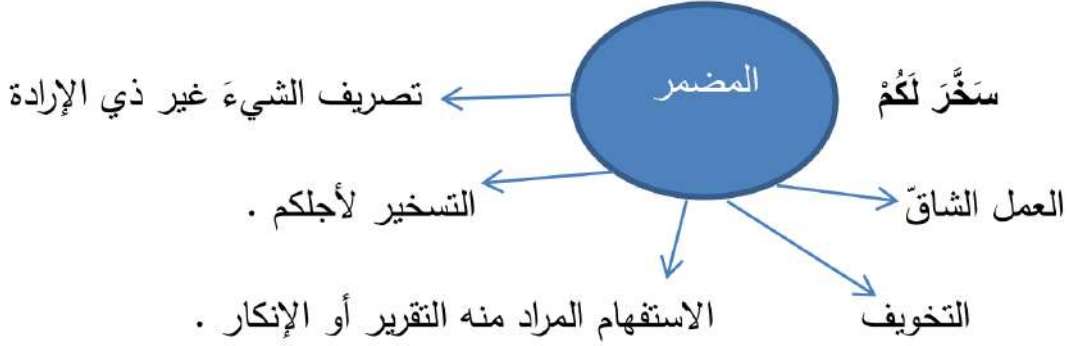 المضمر
سَخَّرَ لَكُمْ
تصريف الشيءَ غير ذي الإرادة
العمل الشاقّ
التسخير لأجلكم .
التخويف
الاستفهام المراد منه التقرير أو الإنكار .